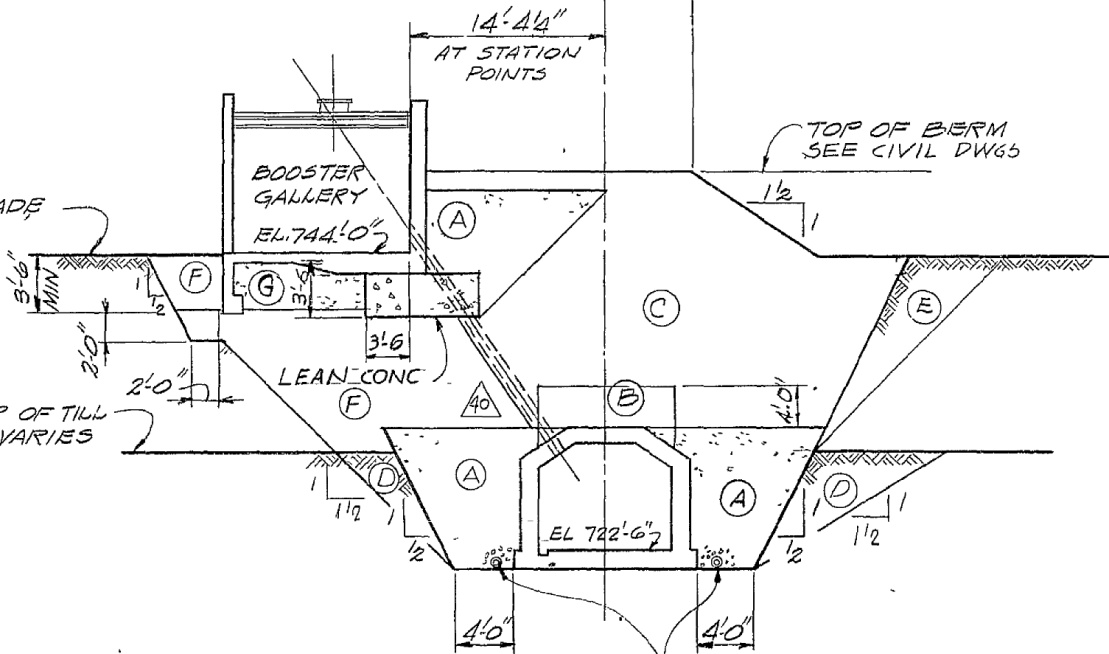 14'-4¼"
AT STATION
POINTS
TOP OF BERM
SEE CIVIL DWGS
1½
1
BOOSTER
GALLERY
EL. 744'-0"
A
ADE
3'-6"
MIN
F
1
½
G
3'-6
C
E
2'-0"
3'-6
2'-0"
LEAN CONC
F
40
B
4'-0"
P OF TILL
VARIES
D
A
A
D
1
1½
1
½
EL 722'-6"
1
½
1
1½
4'-0"
4'-0"